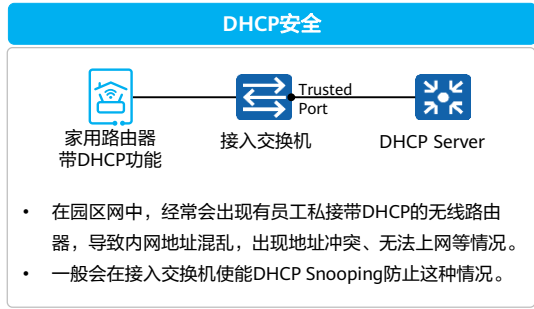 DHCP安全
Trusted
Port
家用路由器
带DHCP功能
接入交换机
DHCP Server
• 在园区网中，经常会出现有员工私接带DHCP的无线路由
器，导致内网地址混乱，出现地址冲突、无法上网等情况。
• 一般会在接入交换机使能DHCP Snooping防止这种情况。